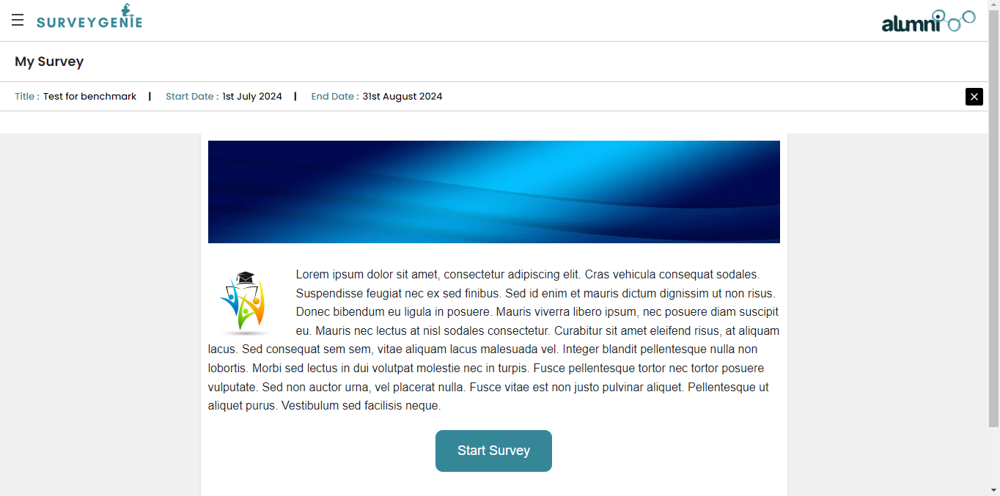 SURVEYGENIE
alumni
My Survey
Title : Test for benchmark | Start Date : 1st July 2024 | End Date : 31st August 2024
Lorem ipsum dolor sit amet, consectetur adipiscing elit. Cras vehicula consequat sodales.
Suspendisse feugiat nec ex sed finibus. Sed id enim et mauris dictum dignissim ut non risus.
Donec bibendum eu ligula in posuere. Mauris viverra libero ipsum, nec posuere diam suscipit
eu. Mauris nec lectus at nisl sodales consectetur. Curabitur sit amet eleifend risus, at aliquam
lacus. Sed consequat sem sem, vitae aliquam lacus malesuada vel. Integer blandit pellentesque nulla non
lobortis. Morbi sed lectus in dui volutpat molestie nec in turpis. Fusce pellentesque tortor nec tortor posuere
vulputate. Sed non auctor urna, vel placerat nulla. Fusce vitae est non justo pulvinar aliquet. Pellentesque ut
aliquet purus. Vestibulum sed facilisis neque.
Start Survey